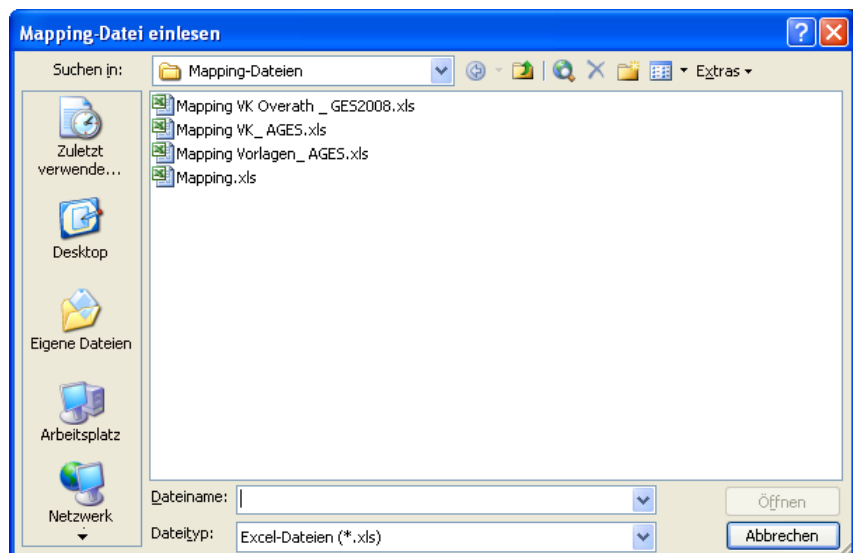 Mapping-Datei einlesen
Suchen in:
Mapping-Dateien
Extras
Mapping VK Overath _ GES2008.xls
Mapping VK_ AGES.xls
Mapping Vorlagen_ AGES.xls
Mapping.xls
Zuletzt
verwende...
Desktop
Eigene Dateien
Arbeitsplatz
Netzwerk
Dateiname:
Öffnen
Dateityp:
Excel-Dateien (*.xls)
Abbrechen